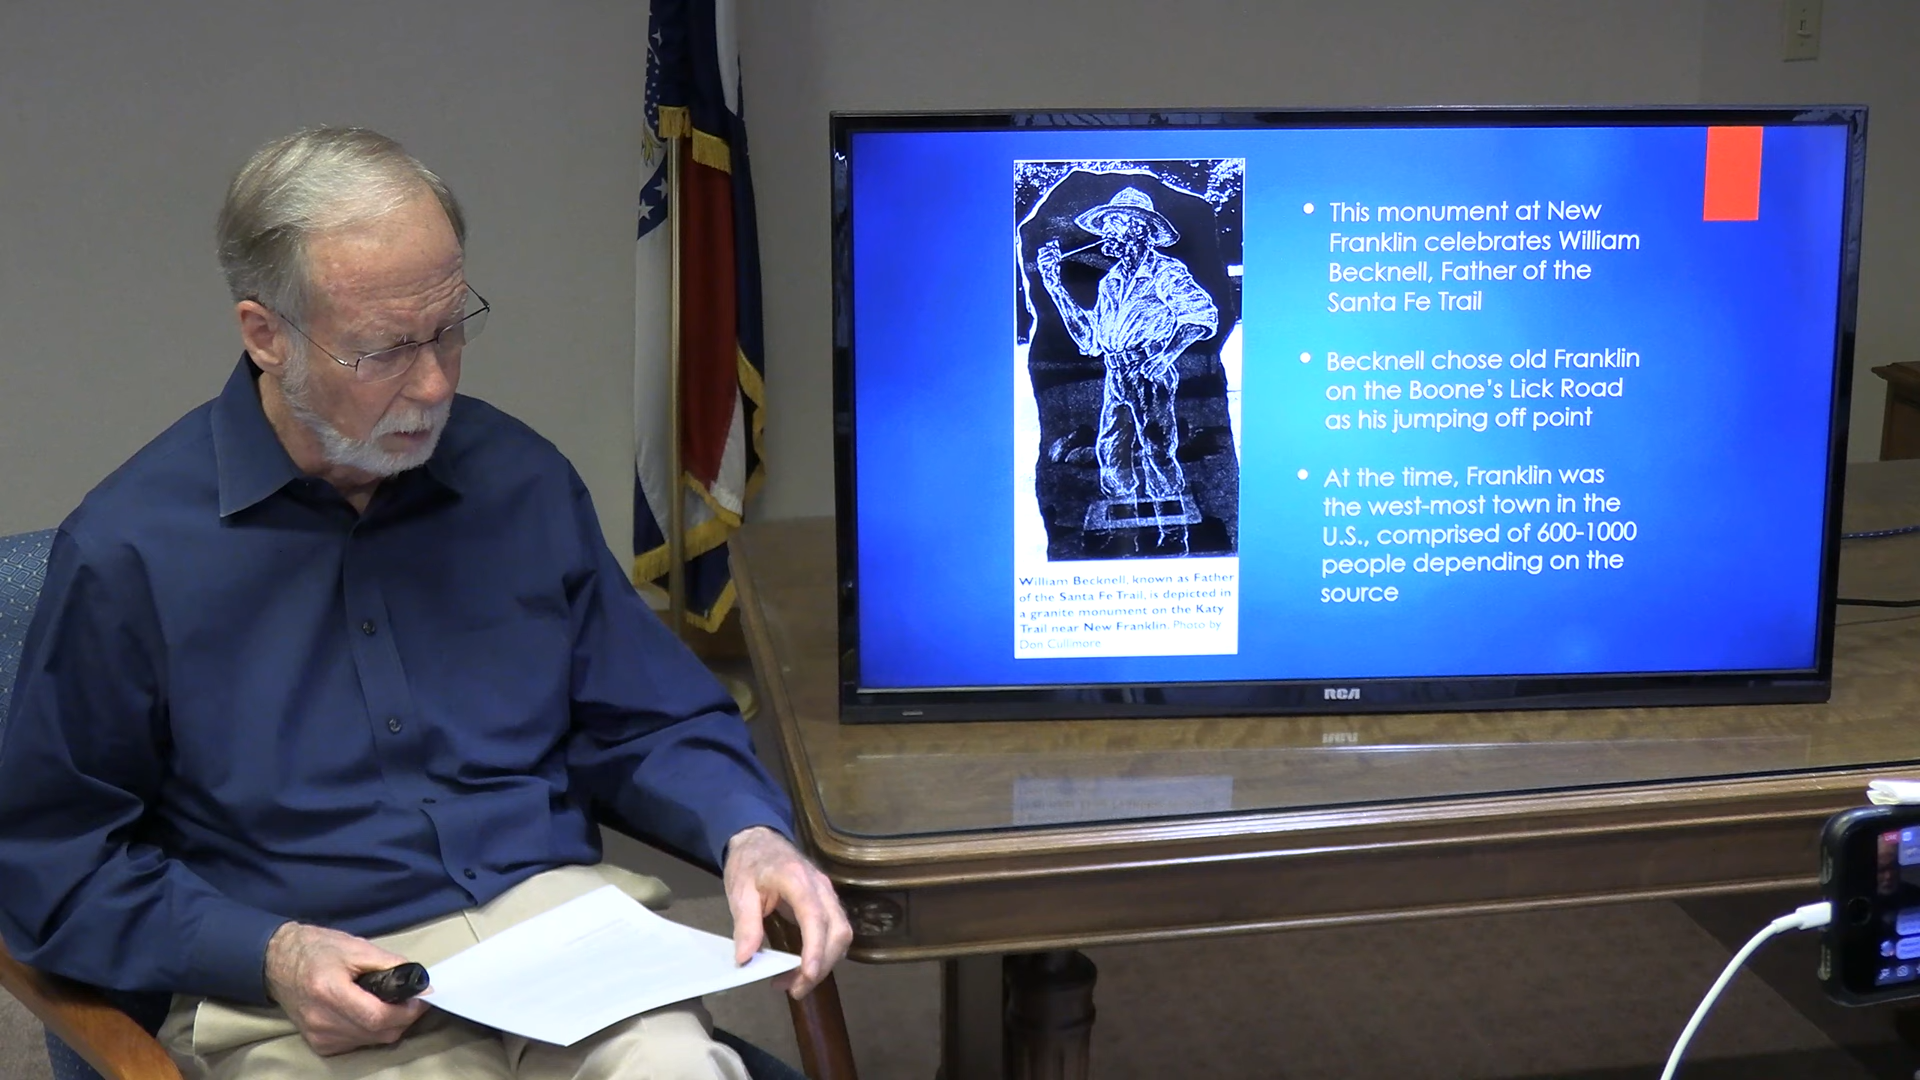 This monument at New
Franklin celebrates William
Becknell, Father of the
Santa Fe Trail
Becknell chose old Franklin
on the Boone's Lick Road
as his jumping off point
At the time, Franklin was
the west-most town in the
U.S., comprised of 600-1000
people depending on the
source
William Becknell, known as Father
of the Santa Fe Trail, is depicted in
a granite monument on the Katy
Trail near New Franklin. Photo by
Don Cullimore
RCA